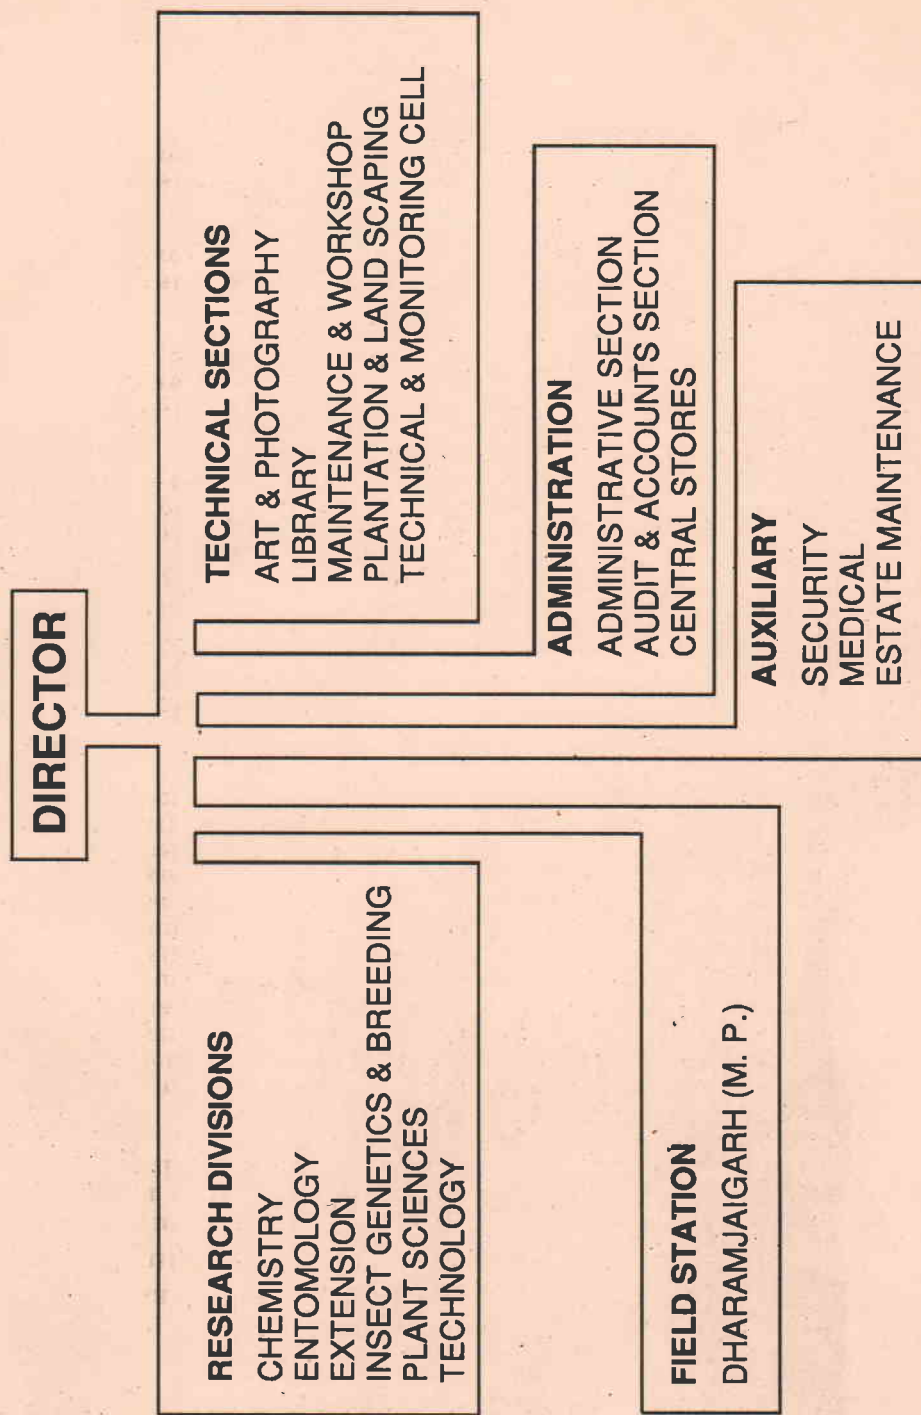 DIRECTOR
RESEARCH DIVISIONS
CHEMISTRY
ENTOMOLOGY
EXTENSION
INSECT GENETICS & BREEDING
PLANT SCIENCES
TECHNOLOGY
FIELD STATION
DHARAMJAIGARH (M. P.)
TECHNICAL SECTIONS
ART & PHOTOGRAPHY
LIBRARY
MAINTENANCE & WORKSHOP
PLANTATION & LAND SCAPING
TECHNICAL & MONITORING CELL
ADMINISTRATION
ADMINISTRATIVE SECTION
AUDIT & ACCOUNTS SECTION
CENTRAL STORES
AUXILIARY
SECURITY
MEDICAL
ESTATE MAINTENANCE